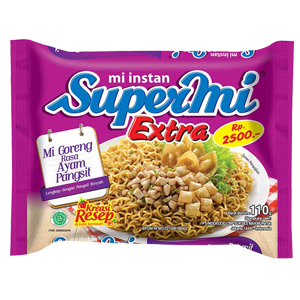 mi instan
Supermi
Extra
Rp.
2500.-
Mi Goreng
Rasa
Ayam
Pangsit
Lengkap dengan Pangsit Renyah
Kreasi
Resep
110